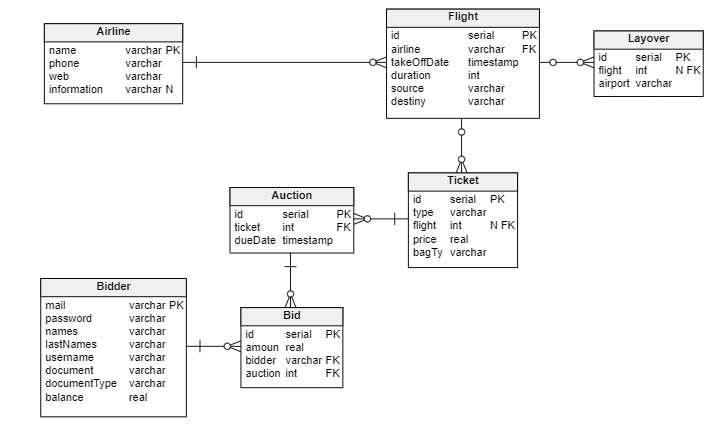 Airline
name varchar PK
phone varchar
web varchar
information varchar N
Flight
id serial PK
airline varchar FK
takeOffDate timestamp
duration int
source varchar
destiny varchar
Layover
id serial PK
flight int N FK
airport varchar
Ticket
id serial PK
type varchar
flight int N FK
price real
bagTy varchar
Auction
id serial PK
ticket int FK
dueDate timestamp
Bidder
mail varchar PK
password varchar
names varchar
lastNames varchar
username varchar
document varchar
documentType varchar
balance real
Bid
id serial PK
amoun real
bidder varchar FK
auction int FK